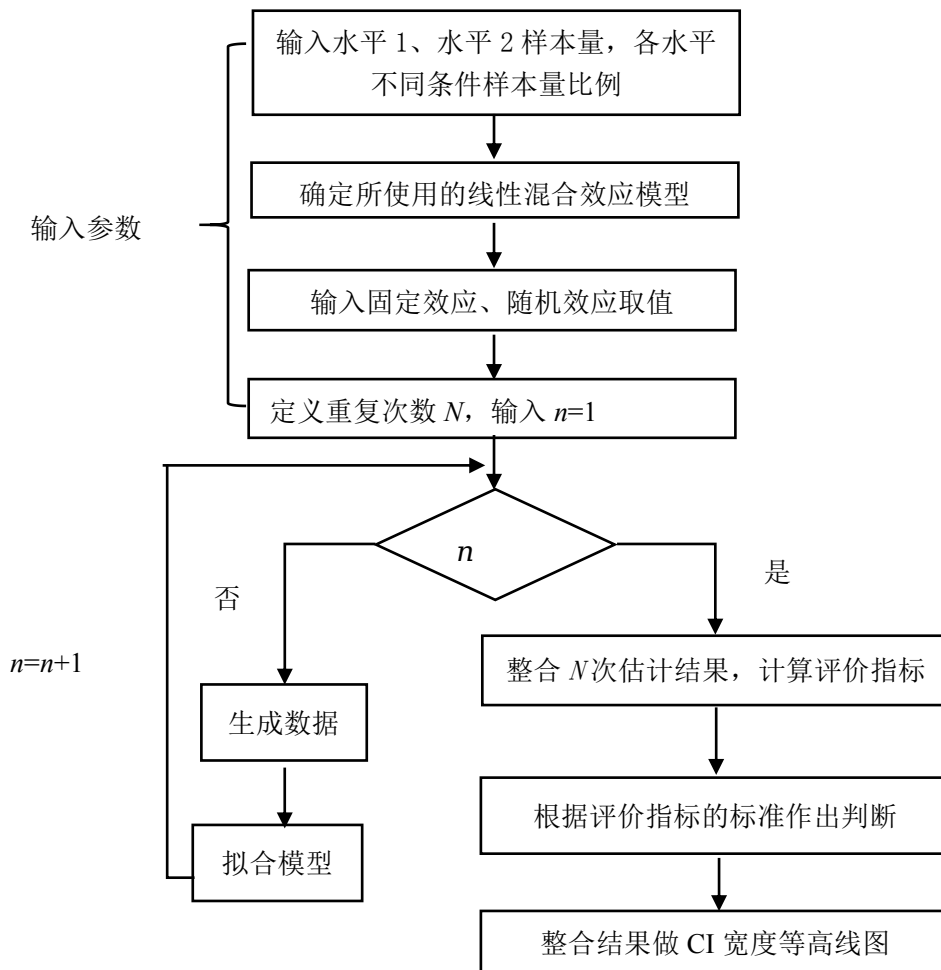 输入水平 1、水平 2 样本量，各水平
不同条件样本量比例
确定所使用的线性混合效应模型
输入参数
输入固定效应、随机效应取值
定义重复次数 N，输入 n=1
n
否
是
n=n+1
整合 N 次估计结果，计算评价指标
生成数据
根据评价指标的标准作出判断
拟合模型
整合结果做 CI 宽度等高线图